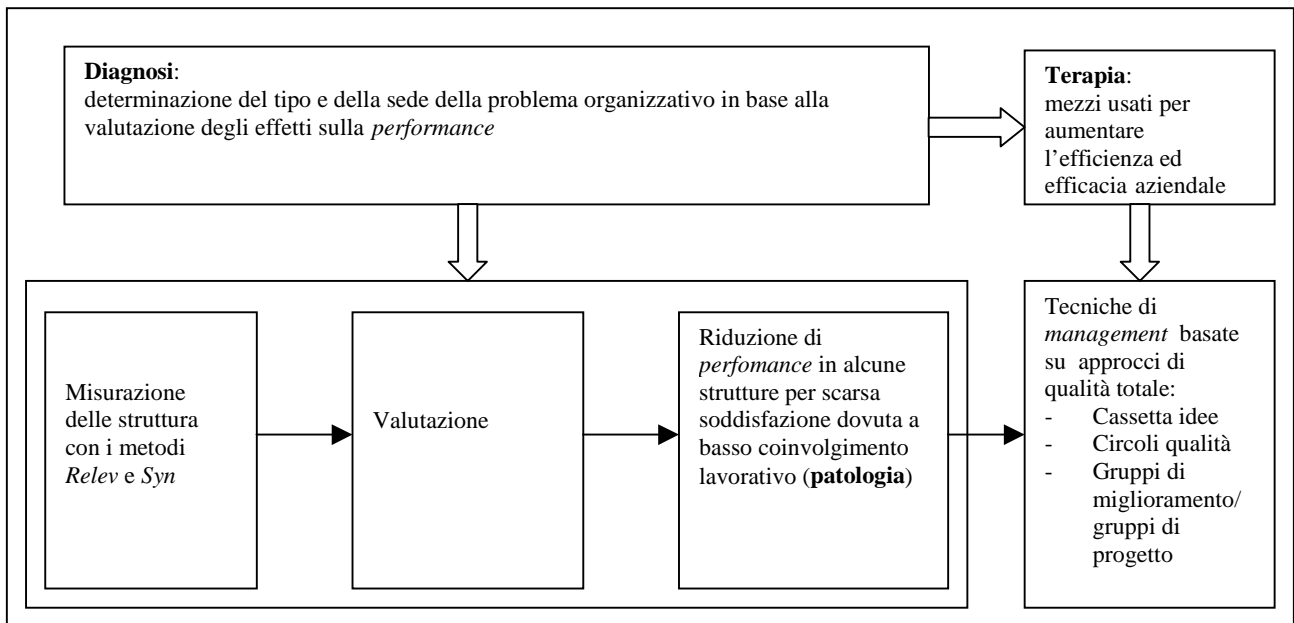 Diagnosi:
determinazione del tipo e della sede della problema organizzativo in base alla
valutazione degli effetti sulla performance
Terapia:
mezzi usati per
aumentare
l’efficienza ed
efficacia aziendale
Misurazione
delle struttura
con i metodi
Relev e Syn
Valutazione
Riduzione di
perfomance in alcune
strutture per scarsa
soddisfazione dovuta a
basso coinvolgimento
lavorativo (patologia)
Tecniche di
management basate
su approcci di
qualità totale:
- Cassetta idee
- Circoli qualità
- Gruppi di
miglioramento/
gruppi di
progetto